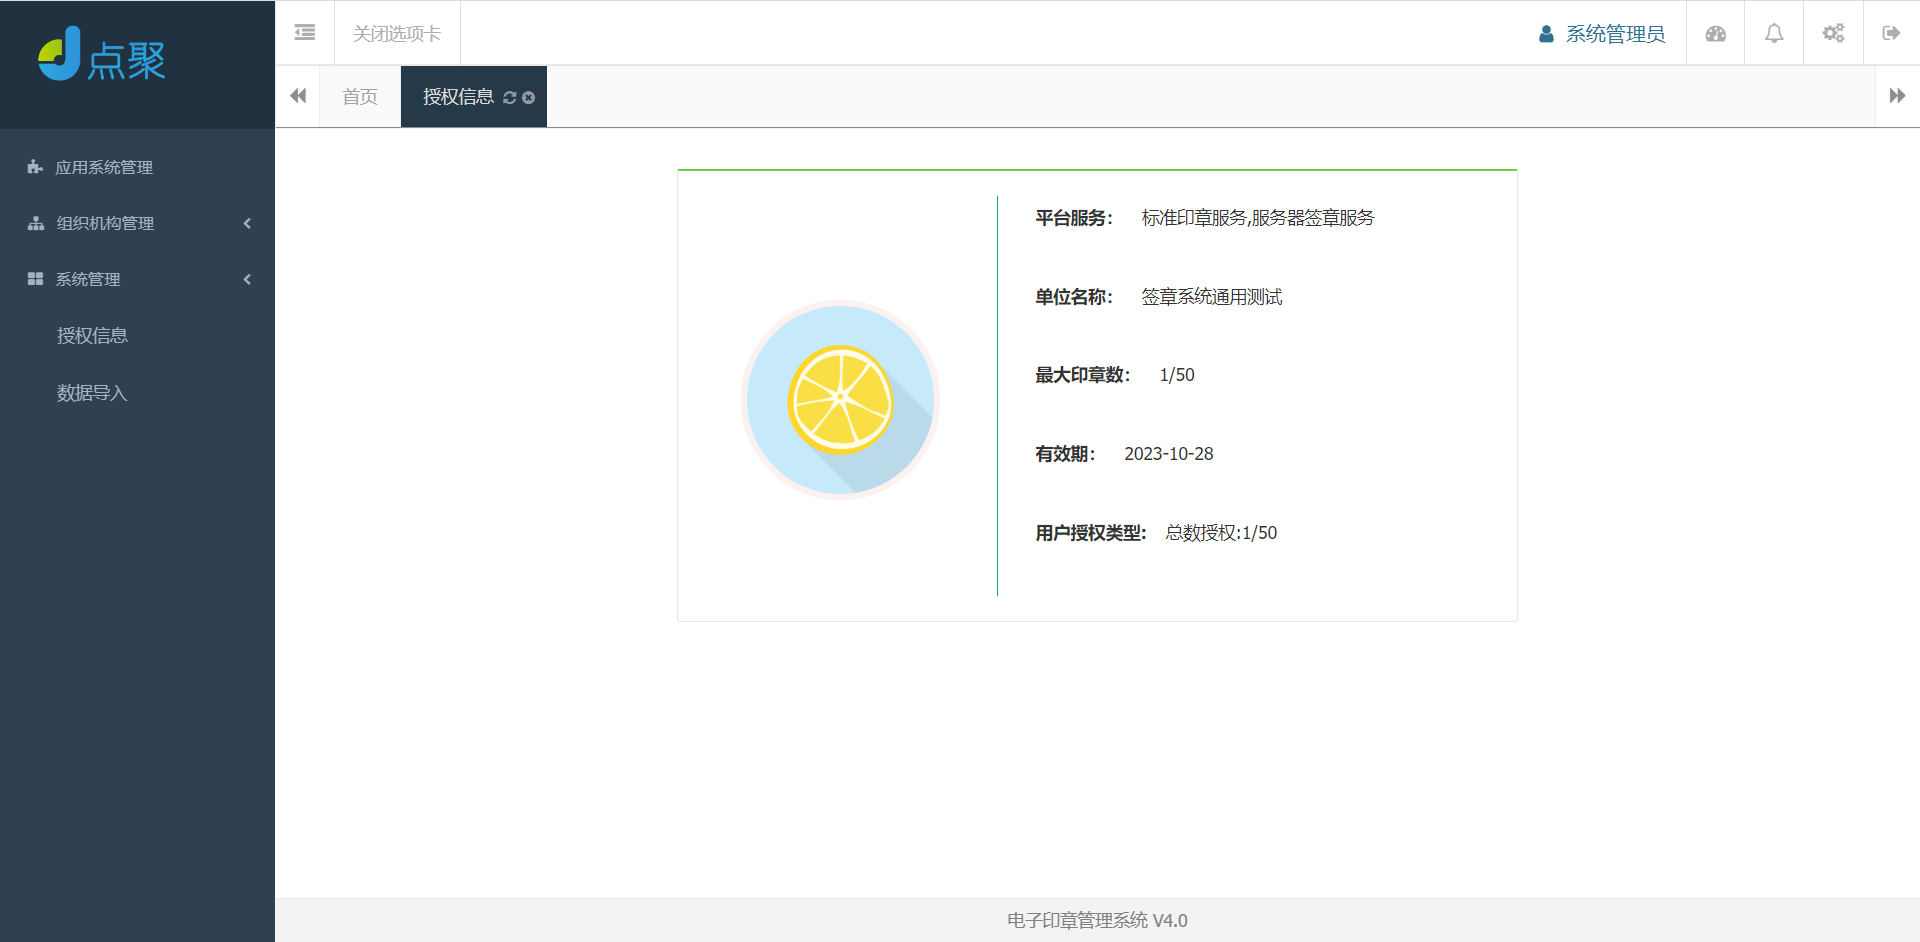 点聚
关闭选项卡
系统管理员
首页
授权信息
应用系统管理
组织机构管理
系统管理
授权信息
数据导入
平台服务： 标准印章服务,服务器签章服务
单位名称： 签章系统通用测试
最大印章数： 1/50
有效期： 2023-10-28
用户授权类型: 总数授权:1/50
电子印章管理系统 V4.0